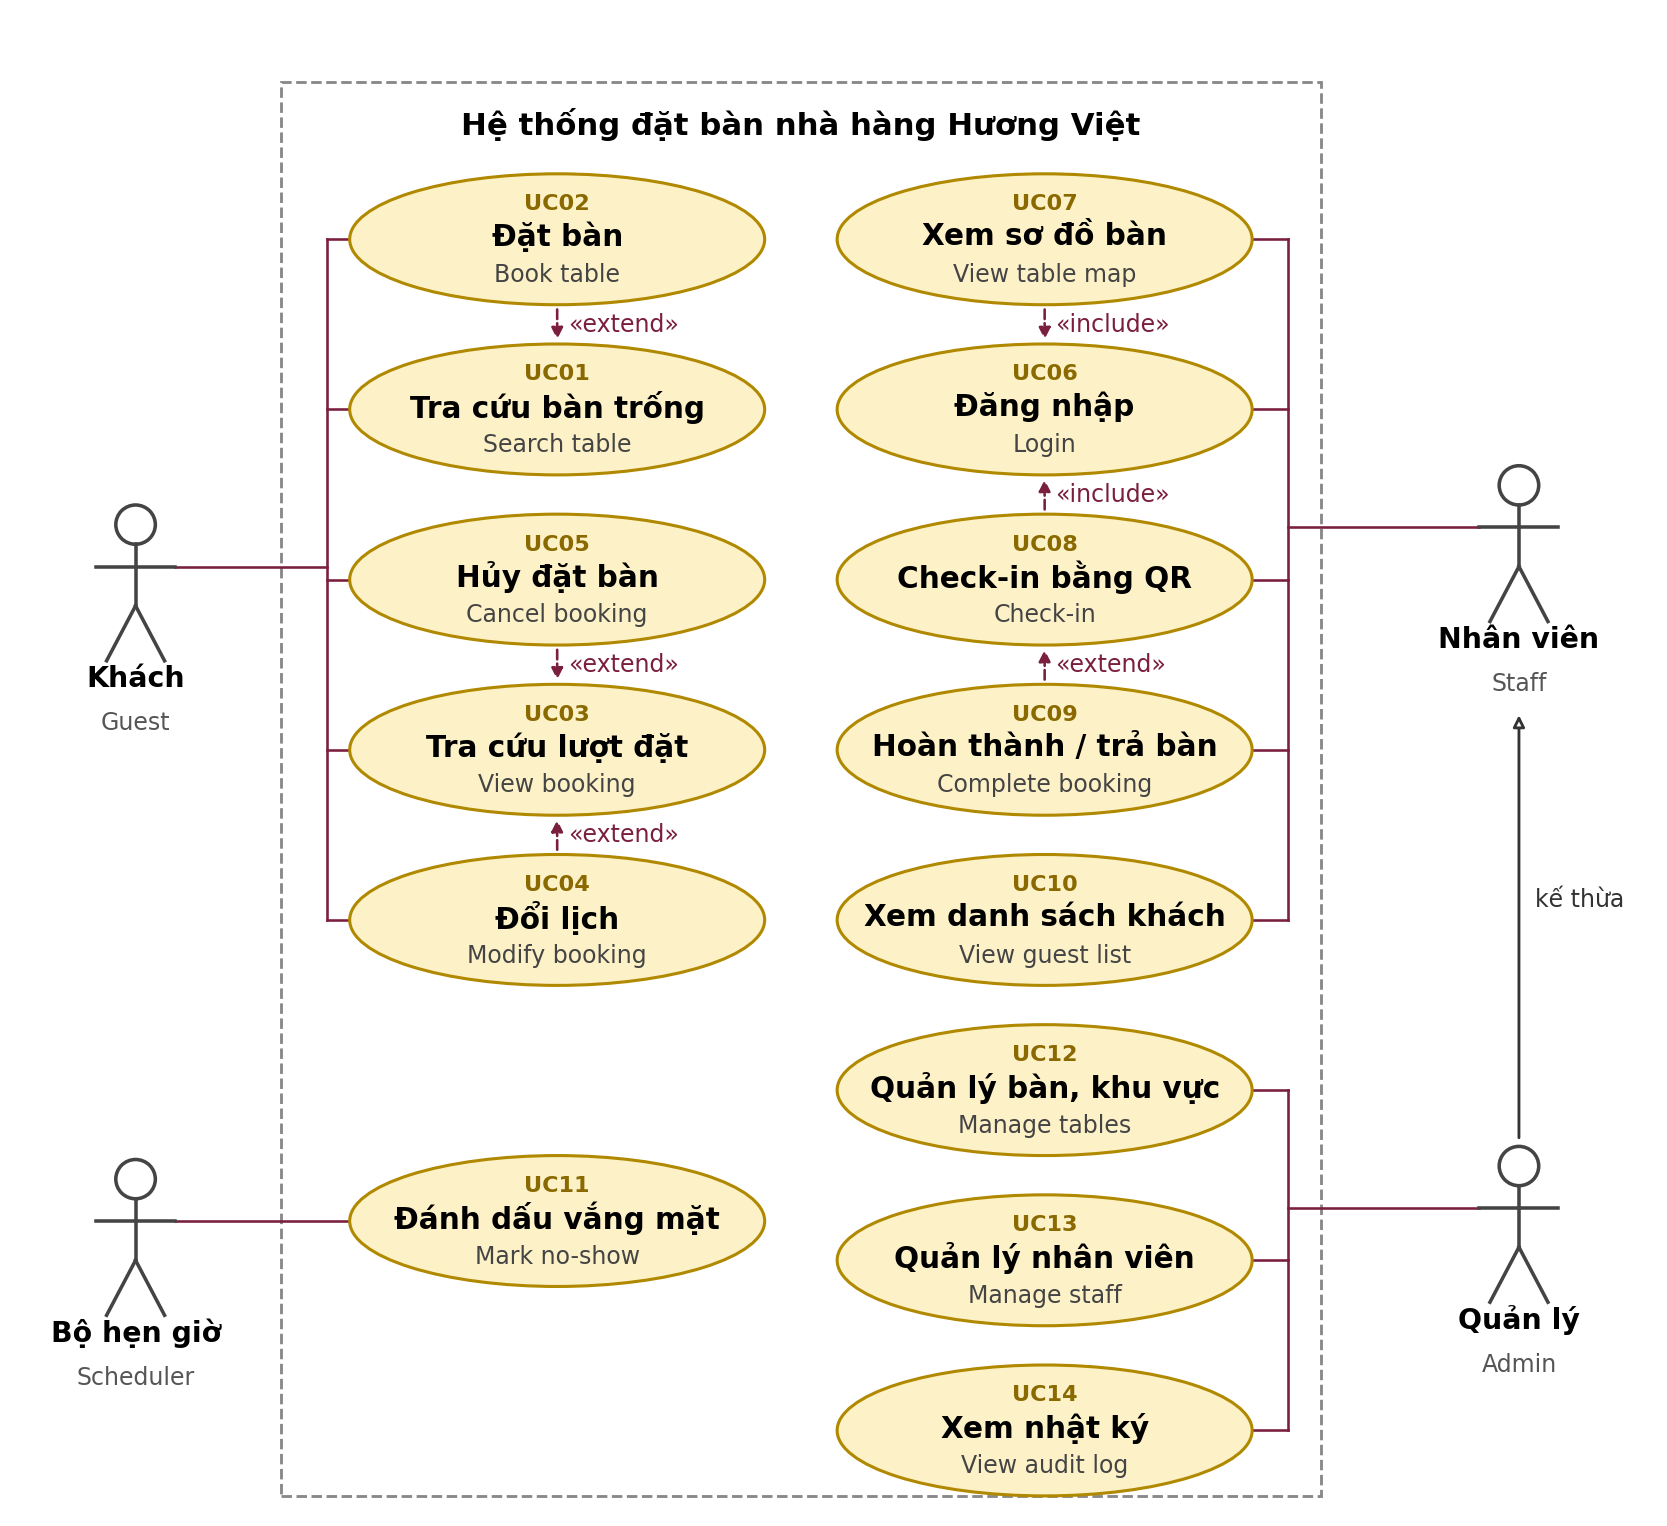 Hệ thống đặt bàn nhà hàng Hương Việt
UC02
Đặt bàn
Book table
«extend»
UC01
Tra cứu bàn trống
Search table
UC05
Hủy đặt bàn
Cancel booking
«extend»
UC03
Tra cứu lượt đặt
View booking
«extend»
UC04
Đổi lịch
Modify booking
UC11
Đánh dấu vắng mặt
Mark no-show
UC07
Xem sơ đồ bàn
View table map
«include»
UC06
Đăng nhập
Login
«include»
UC08
Check-in bằng QR
Check-in
«extend»
UC09
Hoàn thành / trả bàn
Complete booking
UC10
Xem danh sách khách
View guest list
UC12
Quản lý bàn, khu vực
Manage tables
UC13
Quản lý nhân viên
Manage staff
UC14
Xem nhật ký
View audit log
Khách
Guest
Bộ hẹn giờ
Scheduler
Nhân viên
Staff
kế thừa
Quản lý
Admin